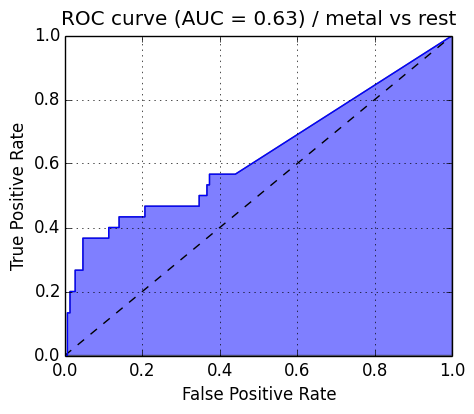 ROC curve (AUC = 0.63) / metal vs rest
1.0
0.8
0.6
0.4
0.2
0.0
True Positive Rate
0.0 0.2 0.4 0.6 0.8 1.0
False Positive Rate